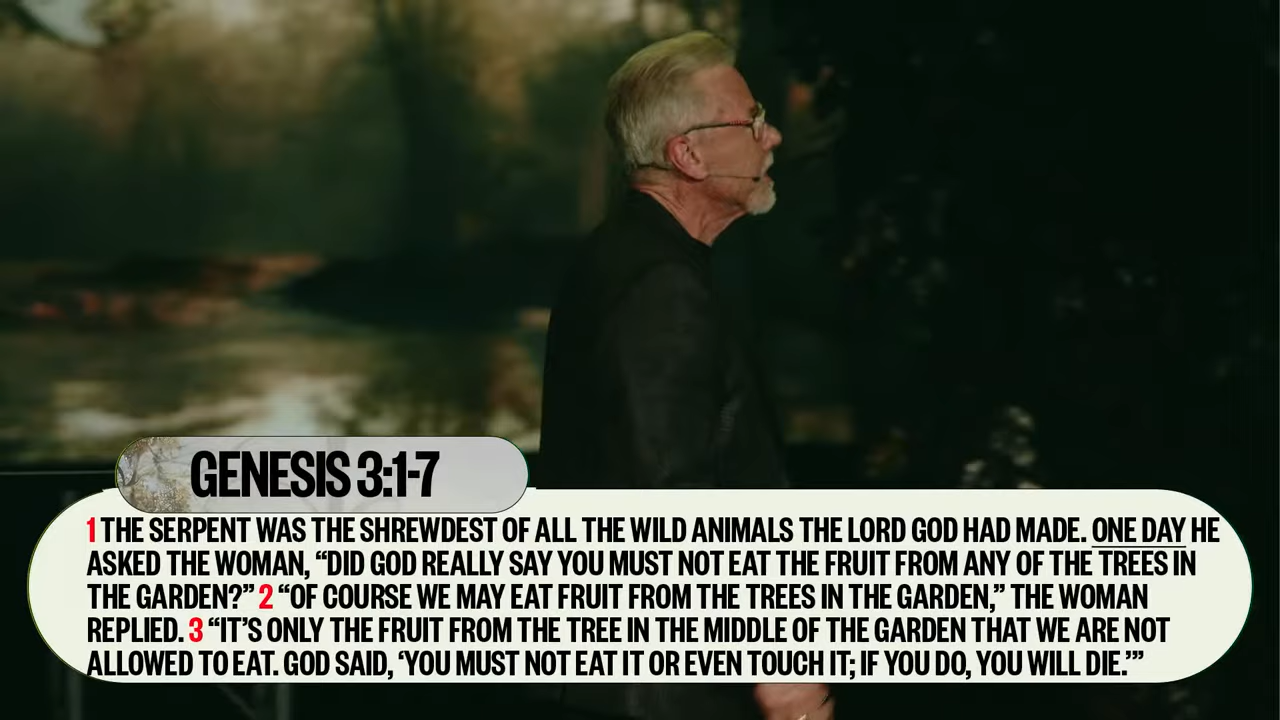 GENESIS 3:1-7
1 THE SERPENT WAS THE SHREWDEST OF ALL THE WILD ANIMALS THE LORD GOD HAD MADE. ONE DAY HE
ASKED THE WOMAN, “DID GOD REALLY SAY YOU MUST NOT EAT THE FRUIT FROM ANY OF THE TREES IN
THE GARDEN?” 2 “OF COURSE WE MAY EAT FRUIT FROM THE TREES IN THE GARDEN,” THE WOMAN
REPLIED. 3 “IT’S ONLY THE FRUIT FROM THE TREE IN THE MIDDLE OF THE GARDEN THAT WE ARE NOT
ALLOWED TO EAT. GOD SAID, ‘YOU MUST NOT EAT IT OR EVEN TOUCH IT; IF YOU DO, YOU WILL DIE.’”